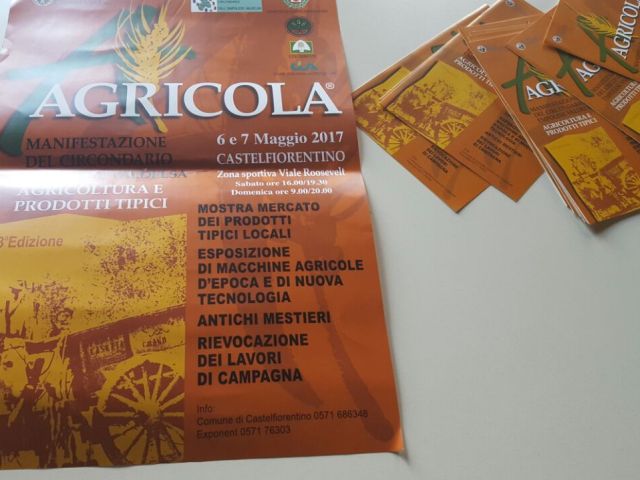 AGRICOLA®
MANIFESTAZIONE
DEL CIRCONDARIO
VALDELSA
AGRICOLTURA E
PRODOTTI TIPICI
6 e 7 Maggio 2017
CASTELFIORENTINO
Zona sportiva Viale Roosevelt
Sabato ore 16.00/19.30
Domenica ore 9.00/20.00
MOSTRA MERCATO
DEI PRODOTTI
TIPICI LOCALI
ESPOSIZIONE
DI MACCHINE AGRICOLE
D'EPOCA E DI NUOVA
TECNOLOGIA
ANTICHI MESTIERI
RIEVOCAZIONE
DEI LAVORI
DI CAMPAGNA
Edizione
Info:
Comune di Castelfiorentino 0571 686348
Exponent 0571 76303
AGRICOLTURA E
PRODOTTI TIPICI